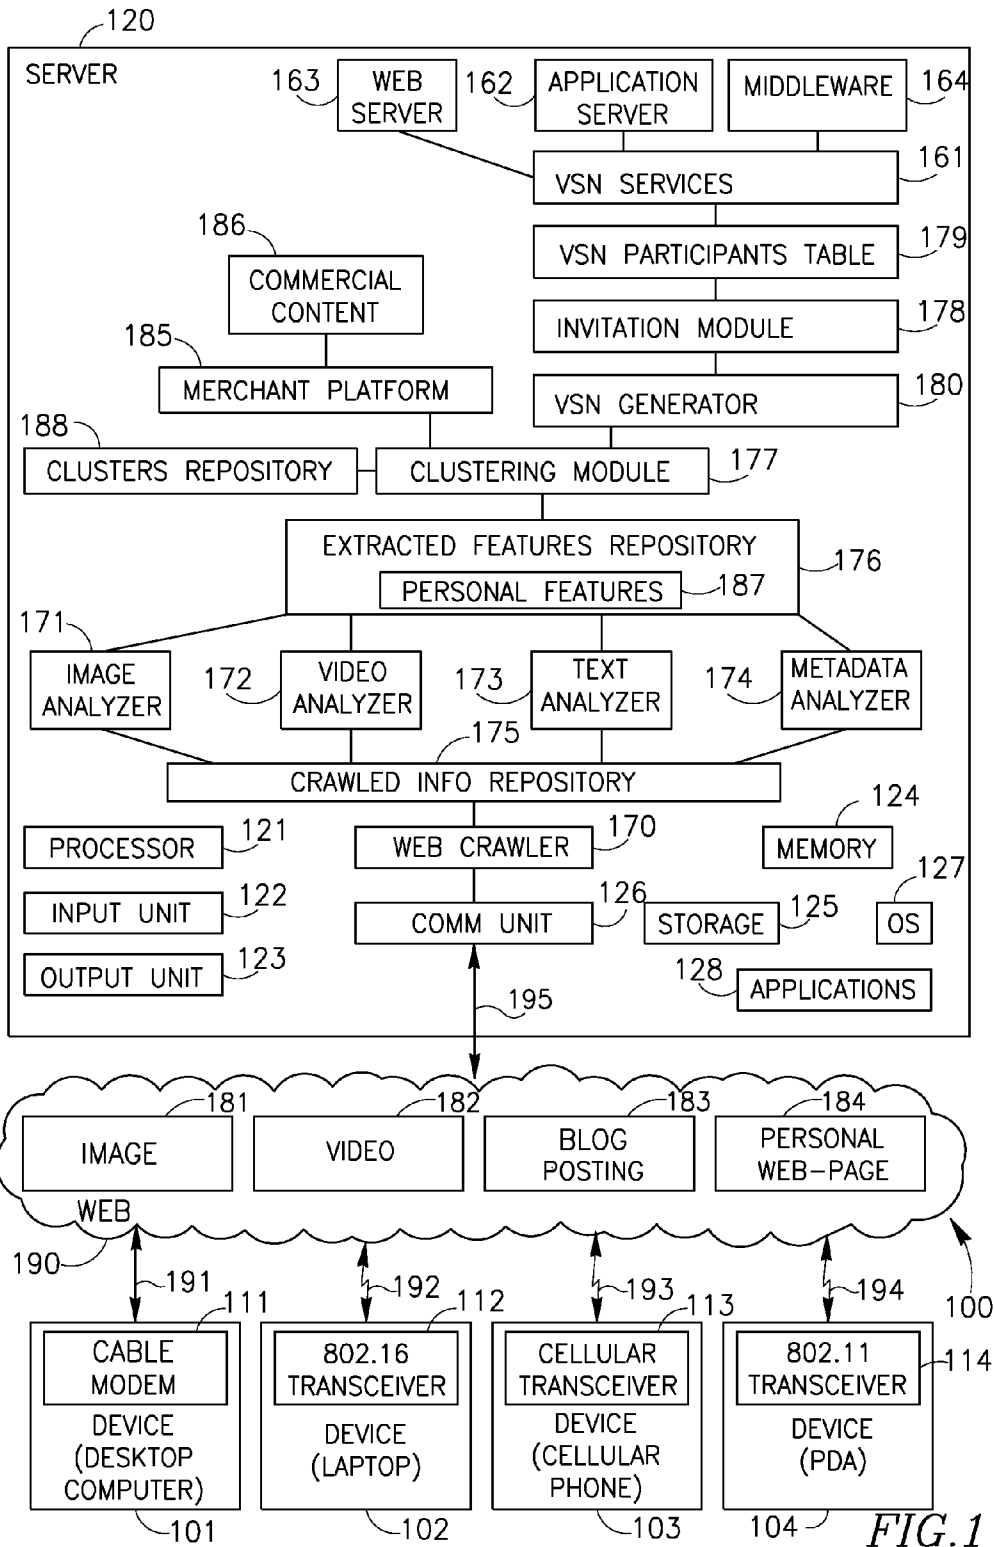 120
SERVER
163
WEB
SERVER
162
APPLICATION
SERVER
MIDDLEWARE
164
VSN SERVICES
161
186
COMMERCIAL
CONTENT
VSN PARTICIPANTS TABLE
179
INVITATION MODULE
178
185
MERCHANT PLATFORM
VSN GENERATOR
180
188
CLUSTERS REPOSITORY
CLUSTERING MODULE
177
EXTRACTED FEATURES REPOSITORY
176
PERSONAL FEATURES
187
171
IMAGE
ANALYZER
172
VIDEO
ANALYZER
173
TEXT
ANALYZER
174
METADATA
ANALYZER
175
CRAWLED INFO REPOSITORY
PROCESSOR
121
WEB CRAWLER
170
124
MEMORY
INPUT UNIT
122
COMM UNIT
126
STORAGE
125
127
OS
OUTPUT UNIT
123
128
APPLICATIONS
195
181
IMAGE
182
VIDEO
183
BLOG
POSTING
184
PERSONAL
WEB-PAGE
WEB
190
191
192
193
194
100
111
CABLE
MODEM
DEVICE
(DESKTOP
COMPUTER)
101
112
802.16
TRANSCEIVER
DEVICE
(LAPTOP)
102
113
CELLULAR
TRANSCEIVER
DEVICE
(CELLULAR
PHONE)
103
802.11
TRANSCEIVER
114
DEVICE
(PDA)
104
FIG.1